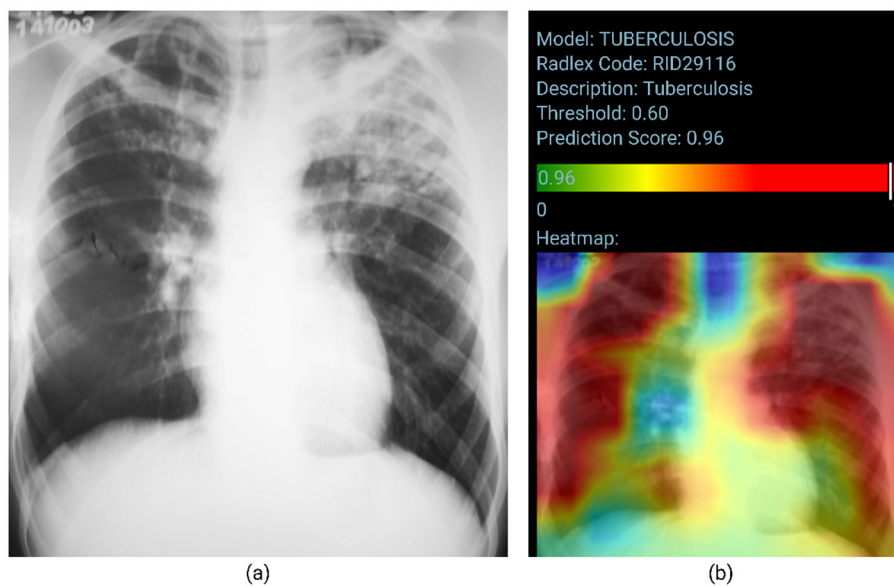 141003
Model: TUBERCULOSIS
Radlex Code: RID29116
Description: Tuberculosis
Threshold: 0.60
Prediction Score: 0.96
0.96
0
Heatmap:
(a)
(b)